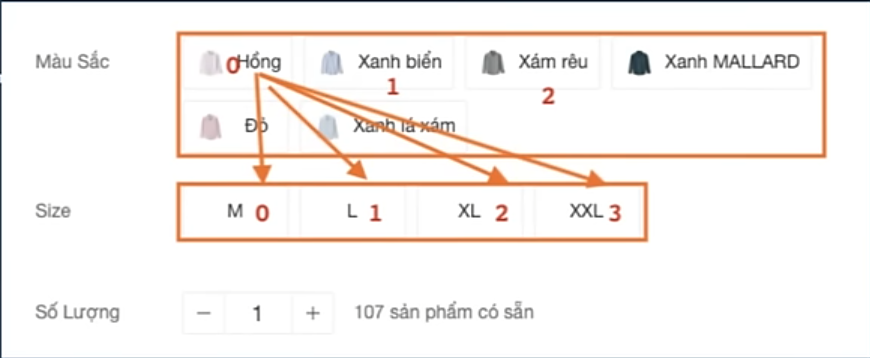 Màu Sắc 0 Hồng Xanh biển Xám rêu Xanh MALLARD
1 2
Đỏ Xanh lá xám
Size M 0 L 1 XL 2 XXL 3
Số Lượng − 1 + 107 sản phẩm có sẵn